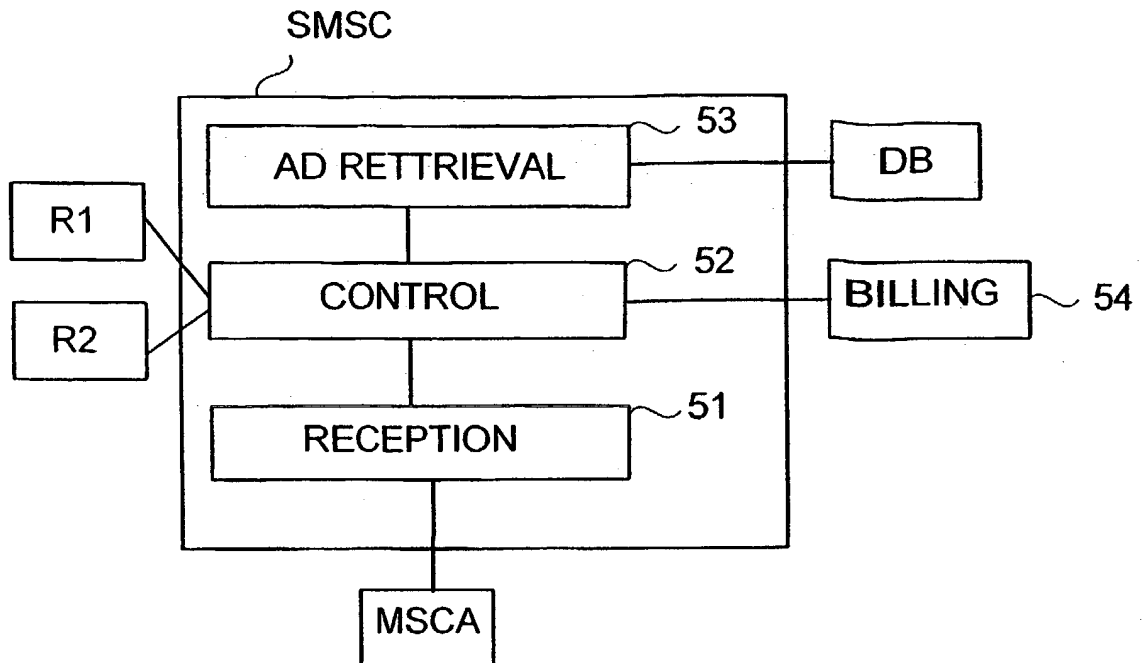 SMSC
53
AD RETTRIEVAL
DB
R1
52
CONTROL
BILLING
54
R2
51
RECEPTION
MSCA